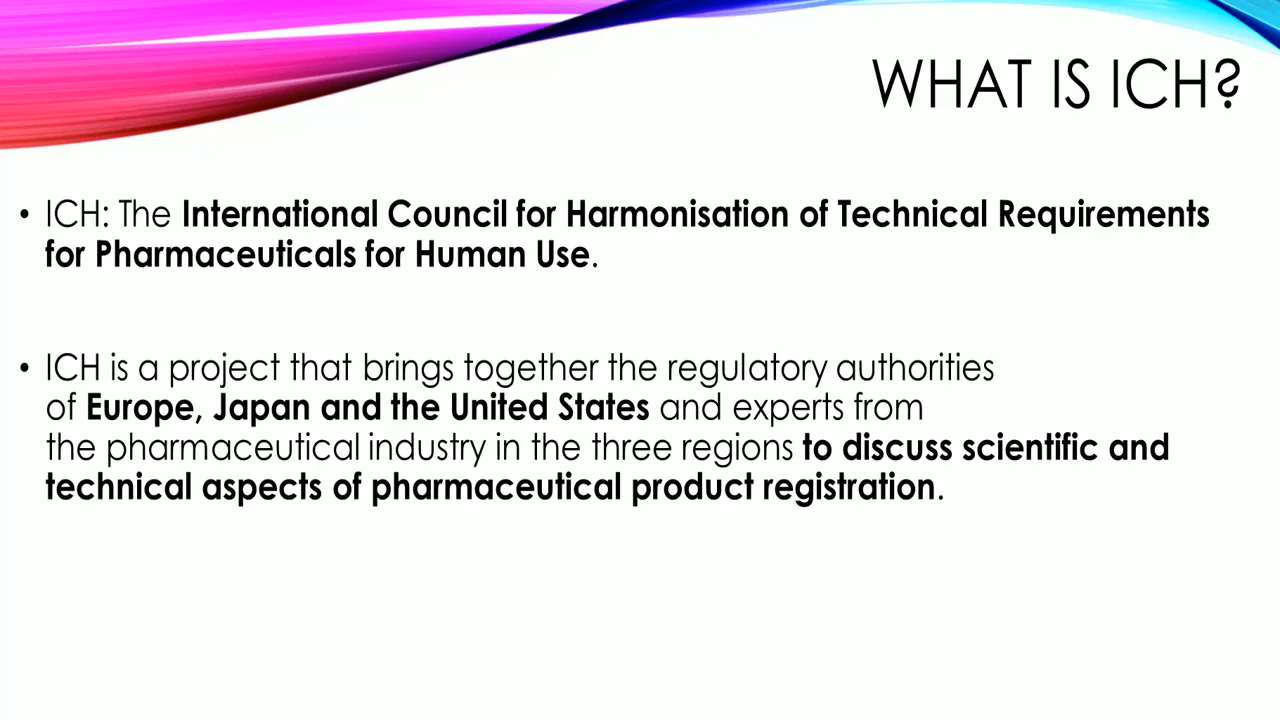 WHAT IS ICH?
• ICH: The International Council for Harmonisation of Technical Requirements
for Pharmaceuticals for Human Use.
• ICH is a project that brings together the regulatory authorities
of Europe, Japan and the United States and experts from
the pharmaceutical industry in the three regions to discuss scientific and
technical aspects of pharmaceutical product registration.